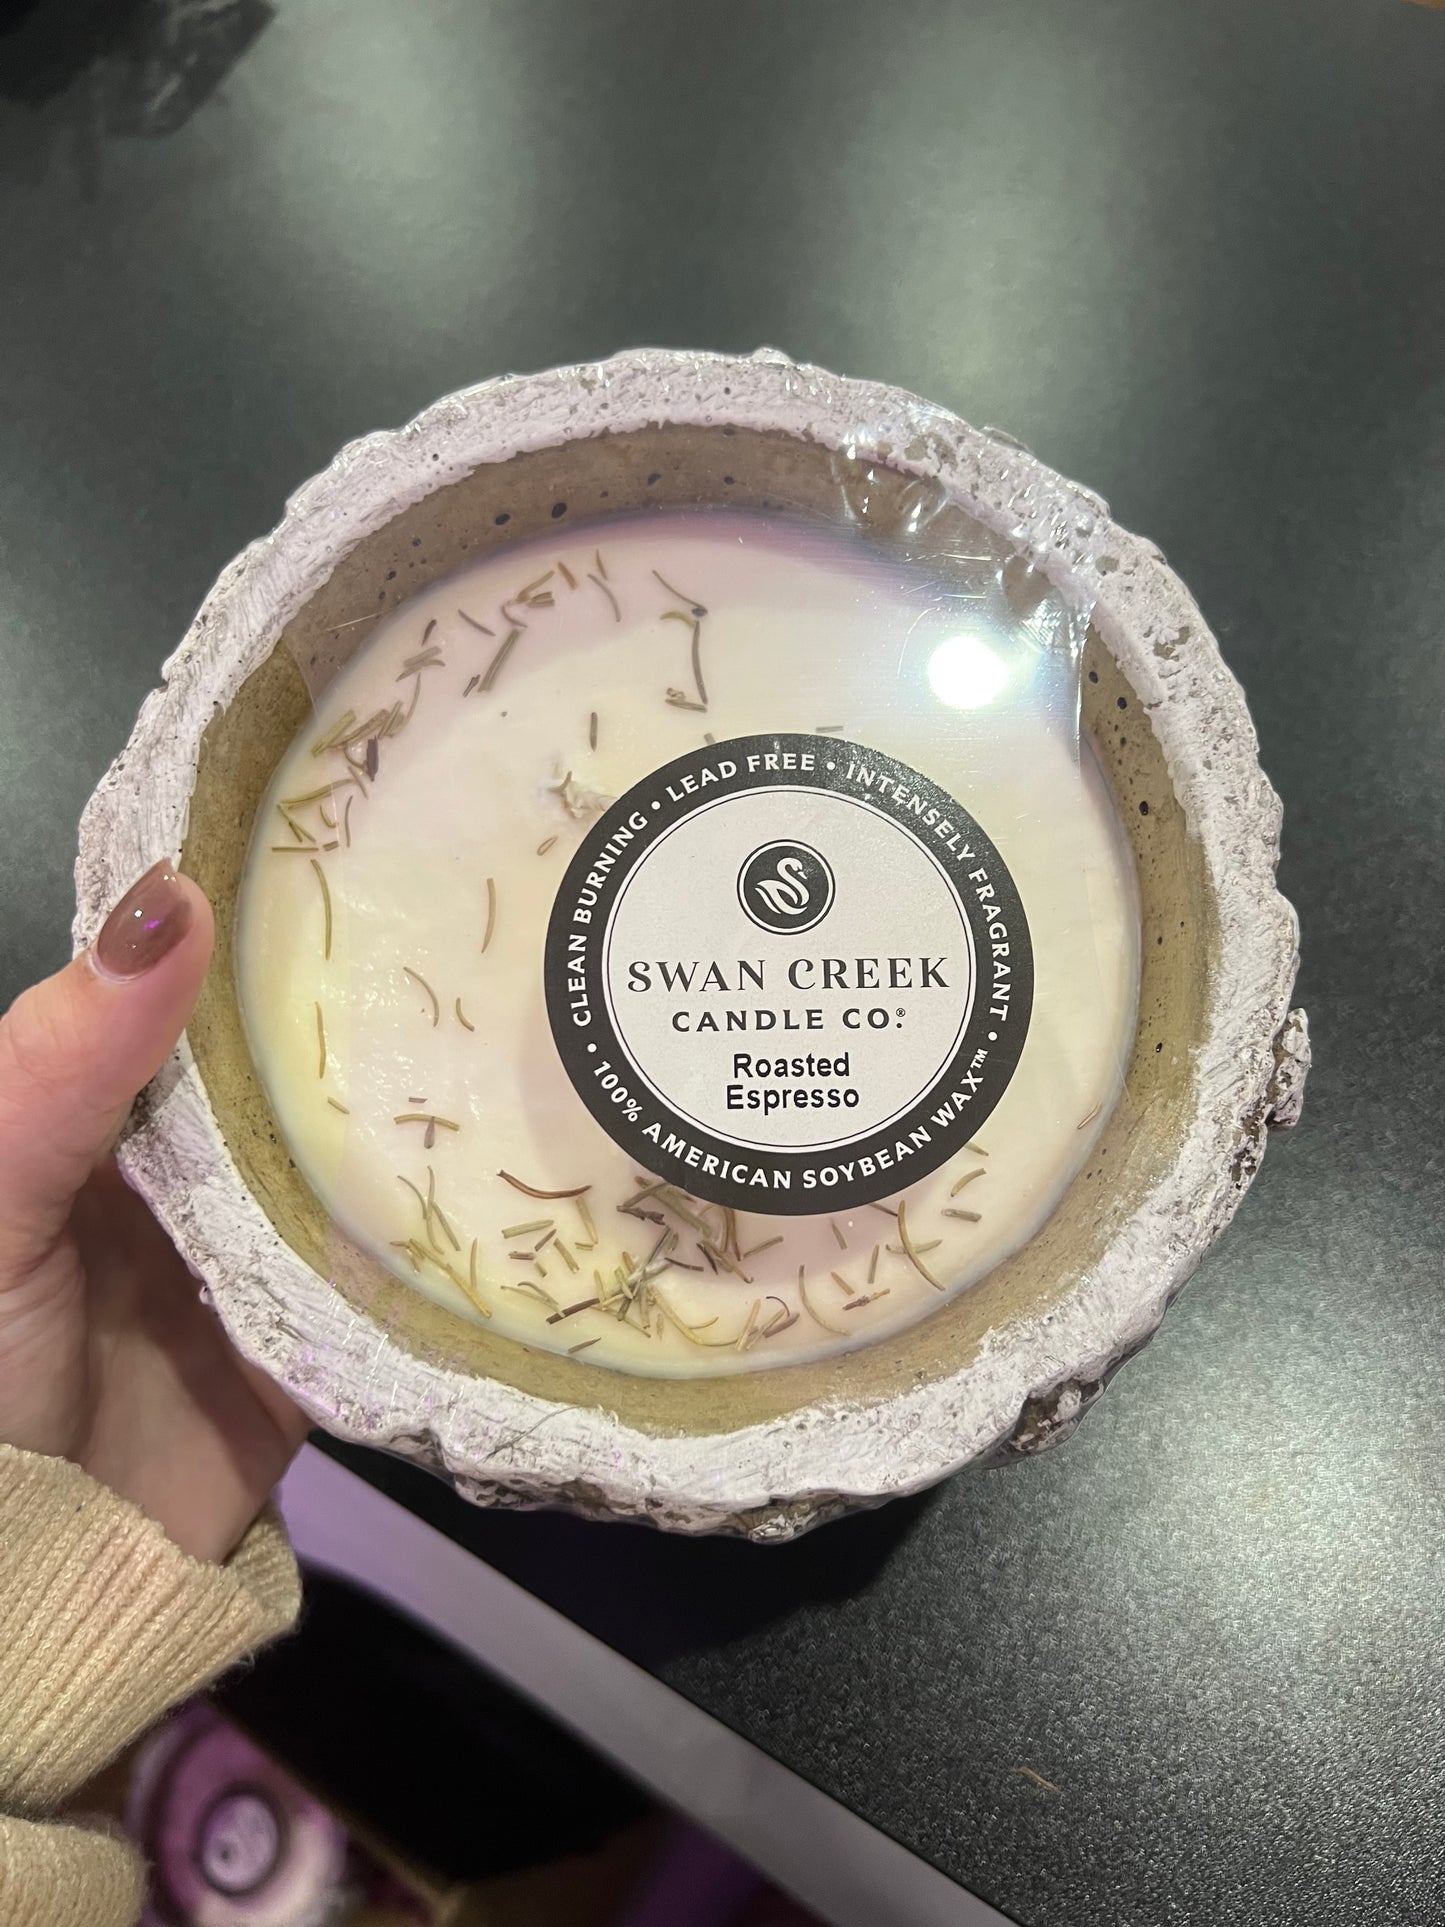 CLEAN BURNING • LEAD FREE • INTENSELY FRAGRANT •
SWAN CREEK
CANDLE CO.®
Roasted
Espresso
• 100% AMERICAN SOYBEAN WAX™